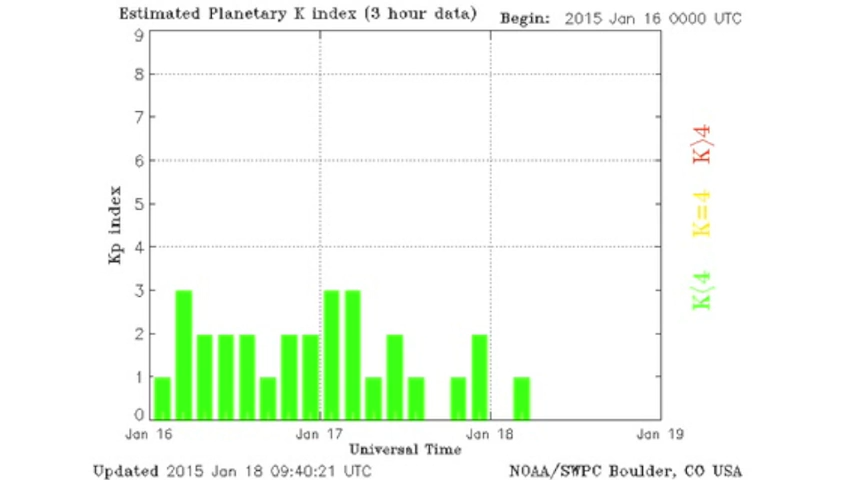 Estimated Planetary K index (3 hour data) Begin: 2015 Jan 16 0000 UTC
9
8
7
6
5
4
3
2
1
0
Kp index
K>4
K=4
K<4
Jan 16 Jan 17 Jan 18 Jan 19
Universal Time
Updated 2015 Jan 18 09:40:21 UTC NOAA/SWPC Boulder, CO USA